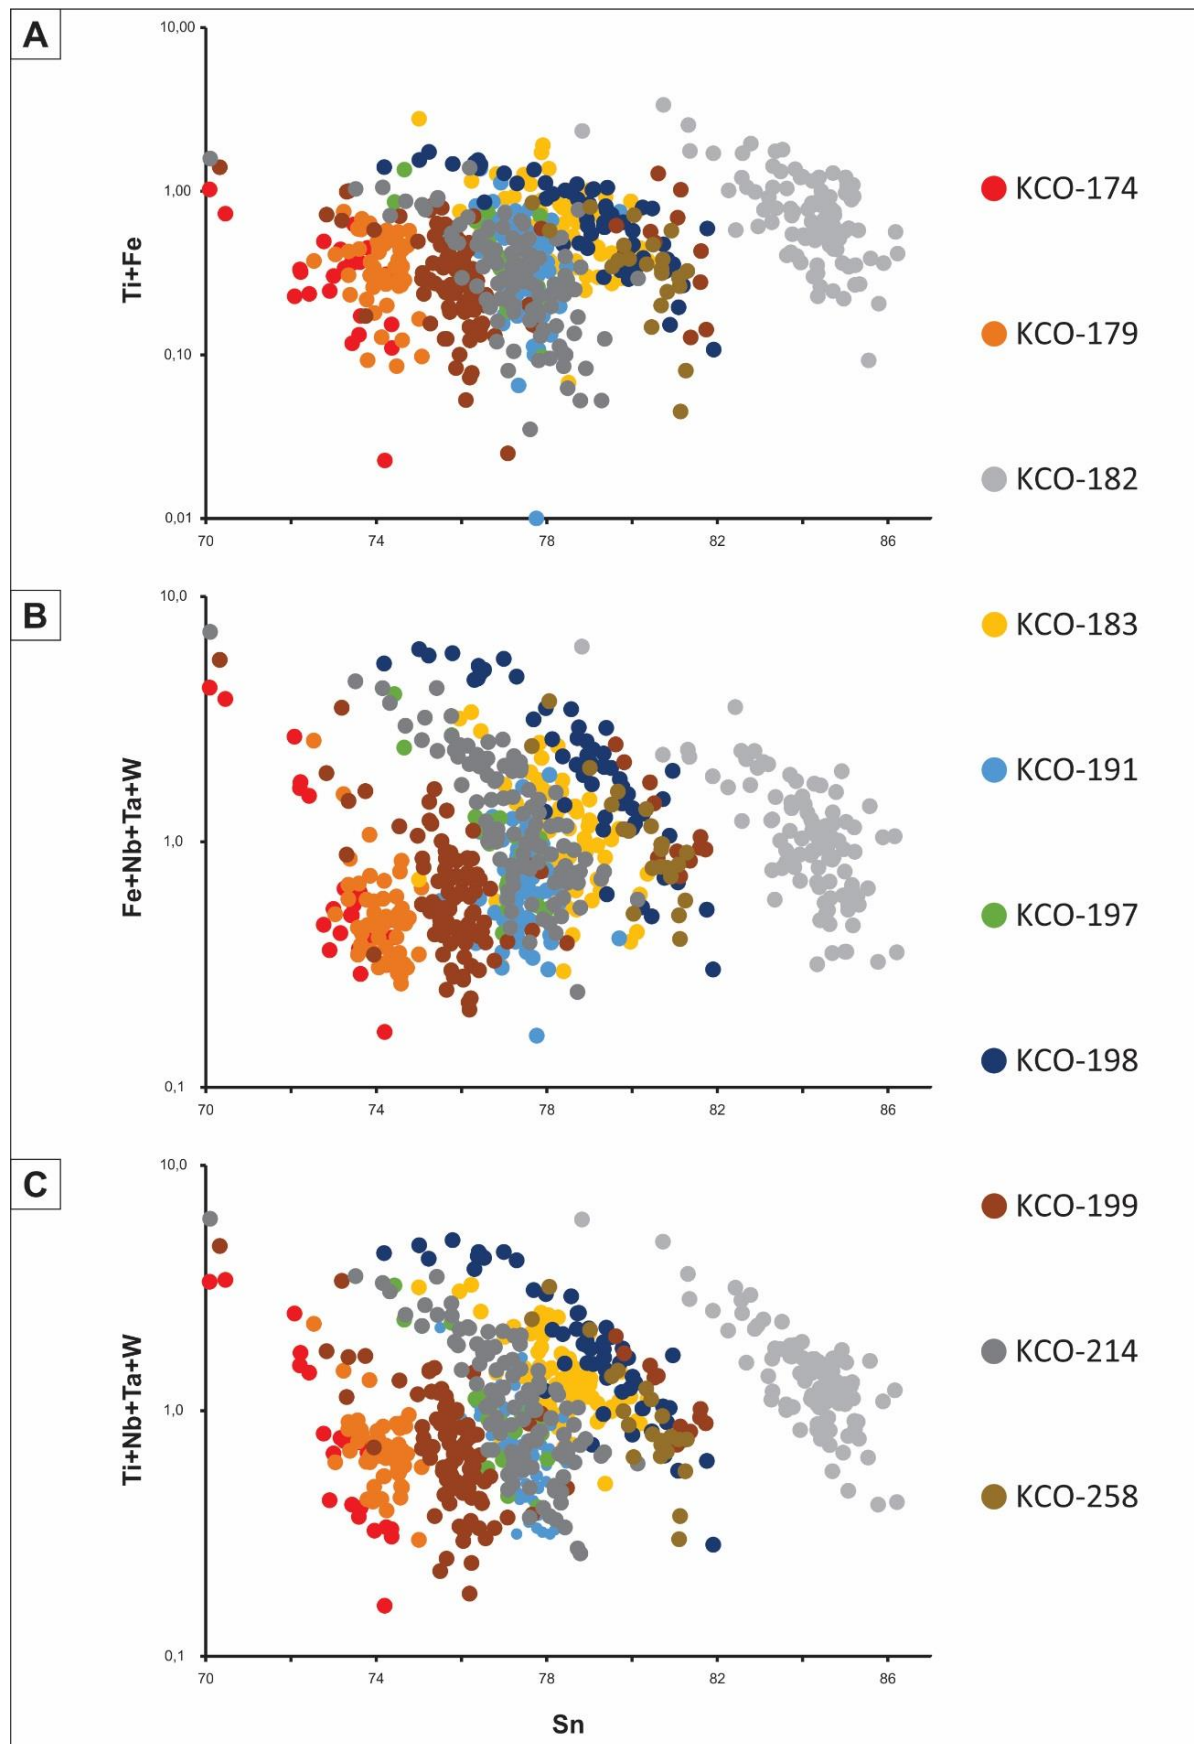 A
10,00
1,00
0,10
0,01
Ti+Fe
70 74 78 82 86
B
10,0
1,0
0,1
Fe+Nb+Ta+W
70 74 78 82 86
C
10,0
1,0
0,1
Ti+Nb+Ta+W
70 74 78 82 86
Sn
KCO-174
KCO-179
KCO-182
KCO-183
KCO-191
KCO-197
KCO-198
KCO-199
KCO-214
KCO-258